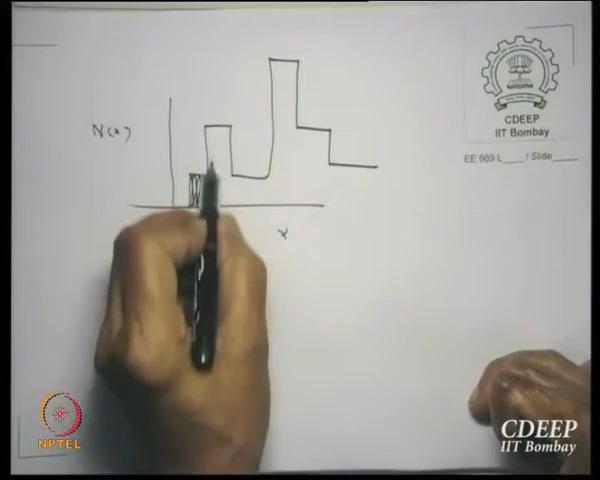 CDEEP
IIT Bombay
EE 669 L____ / Slide____
N(x)
x
NPTEL
CDEEP
IIT Bombay